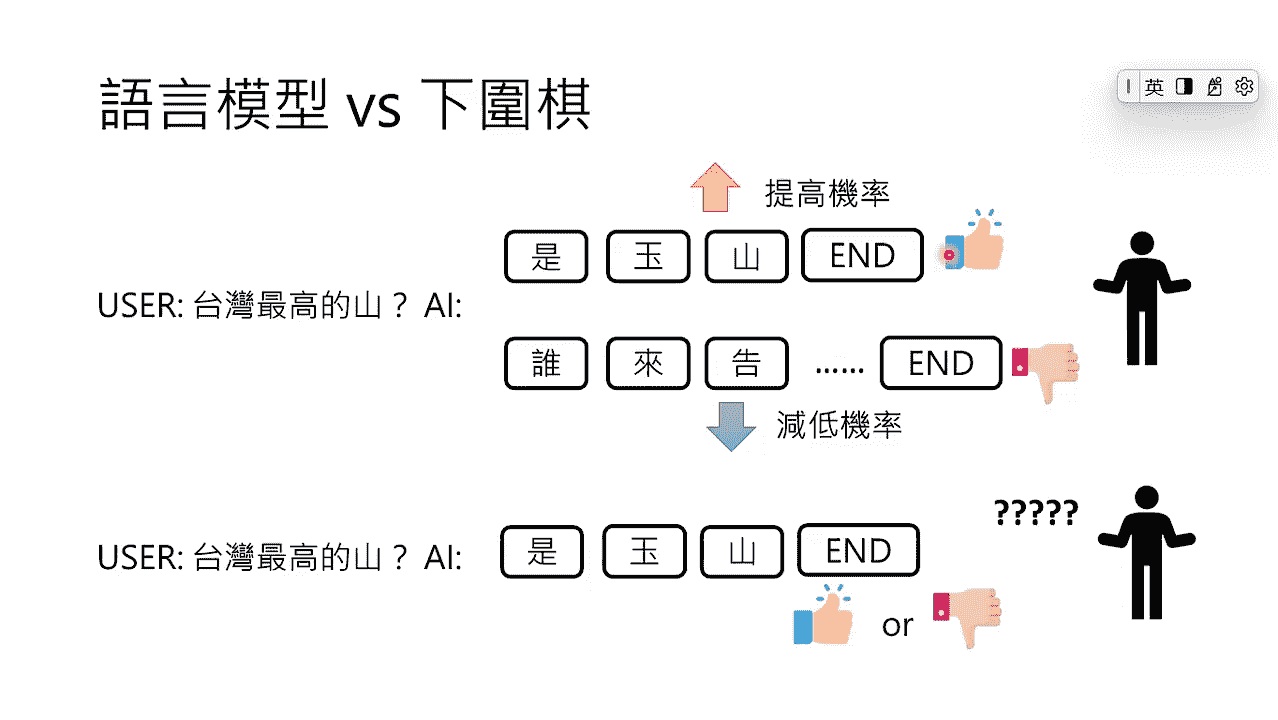 語言模型 vs 下圍棋
英
提高機率
是 玉 山 END
USER: 台灣最高的山？ AI:
誰 來 告 …… END
減低機率
?????
USER: 台灣最高的山？ AI: 是 玉 山 END
or